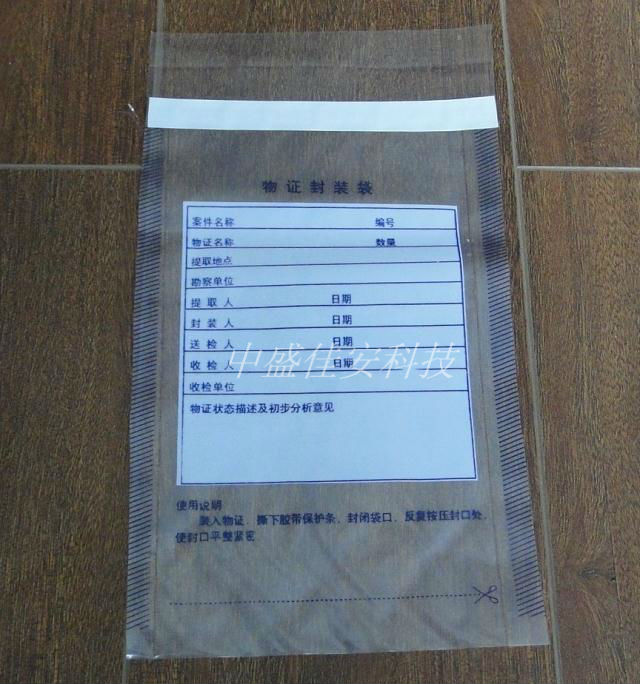 物证封装袋
案件名称 编号
物证名称 数量
提取地点
勘察单位
提取人 日期
封装人 日期
送检人 日期
收检人 日期
中盛佳安科技
收检单位
物证状态描述及初步分析意见
使用说明
装入物证、撕下胶带保护条、封闭袋口、反复按压封口处、
使封口平整紧密